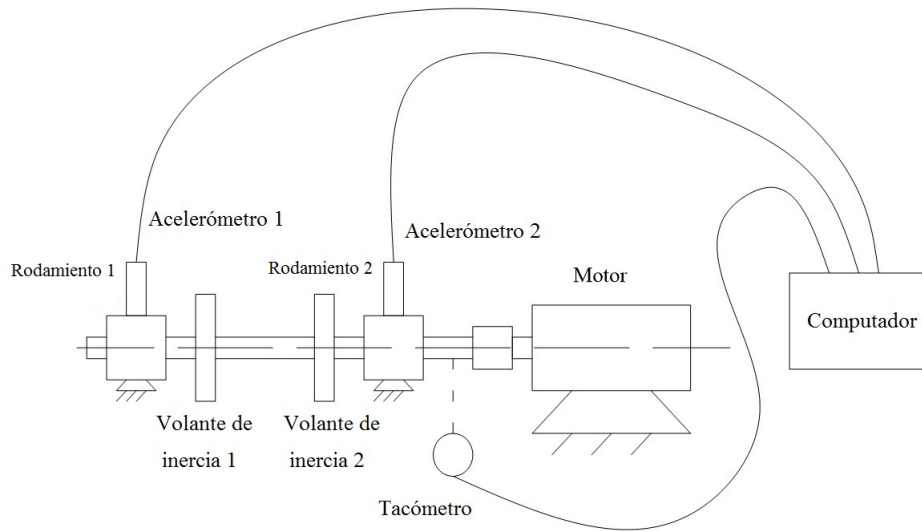 Acelerómetro 1
Acelerómetro 2
Rodamiento 1
Rodamiento 2
Motor
Computador
Volante de
inercia 1
Volante de
inercia 2
Tacómetro